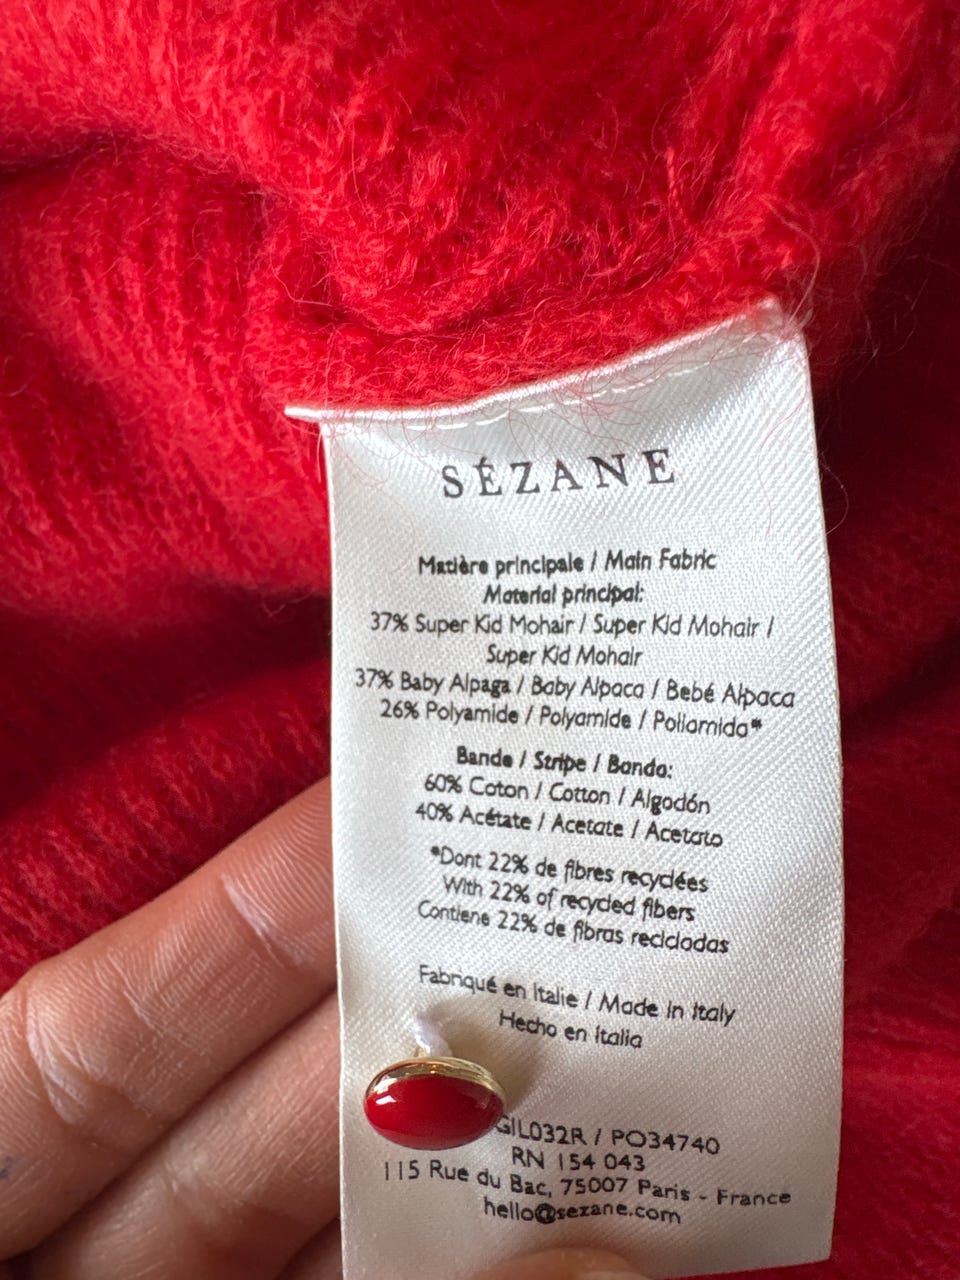 SÉZANE
Matière principale / Main Fabric
Material principal:
37% Super Kid Mohair / Super Kid Mohair /
Super Kid Mohair
37% Baby Alpaga / Baby Alpaca / Bebé Alpaca
26% Polyamide / Polyamide / Poliamida*
Bande / Stripe / Banda:
60% Coton / Cotton / Algodón
40% Acétate / Acetate / Acetato
*Dont 22% de fibres recyclées
With 22% of recycled fibers
Contiene 22% de fibras recicladas
Fabriqué en Italie / Made in Italy
Hecho en Italia
GIL032R / PO34740
RN 154 043
115 Rue du Bac, 75007 Paris - France
hello@sezane.com